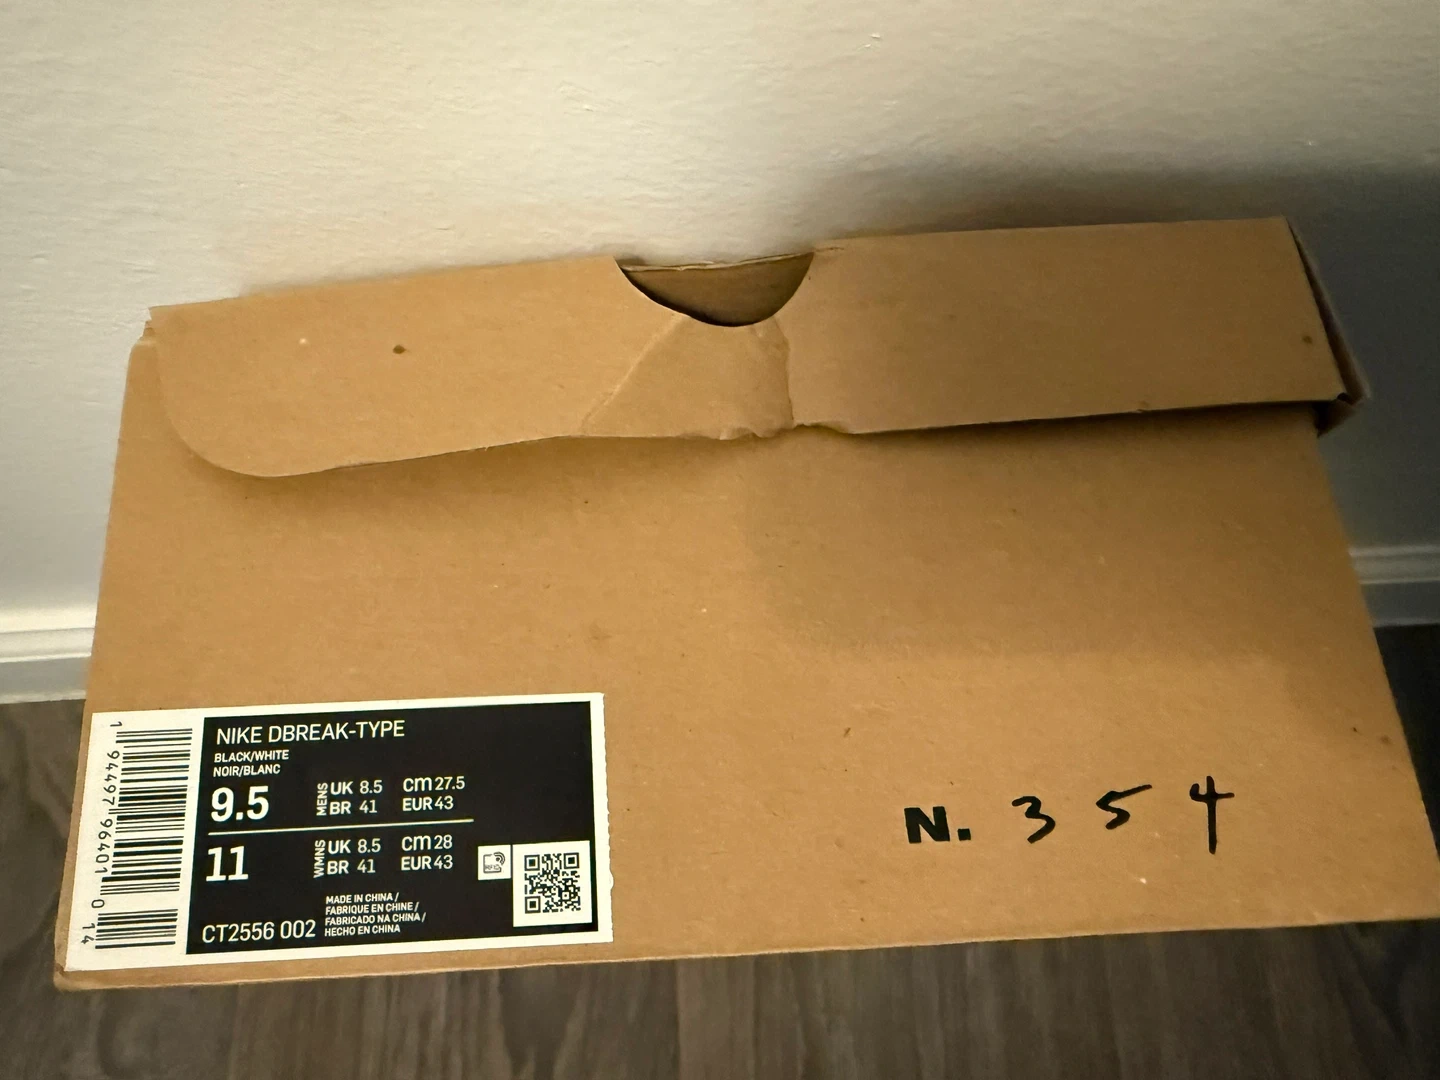 NIKE DBREAK-TYPE
BLACK/WHITE
NOIR/BLANC
9.5 MENS UK 8.5 cm 27.5
BR 41 EUR 43
11 WMNS UK 8.5 cm 28
BR 41 EUR 43
MADE IN CHINA /
FABRIQUE EN CHINE /
FABRICADO NA CHINA /
HECHO EN CHINA
CT2556 002
1 94497 96401 0 14
N. 354